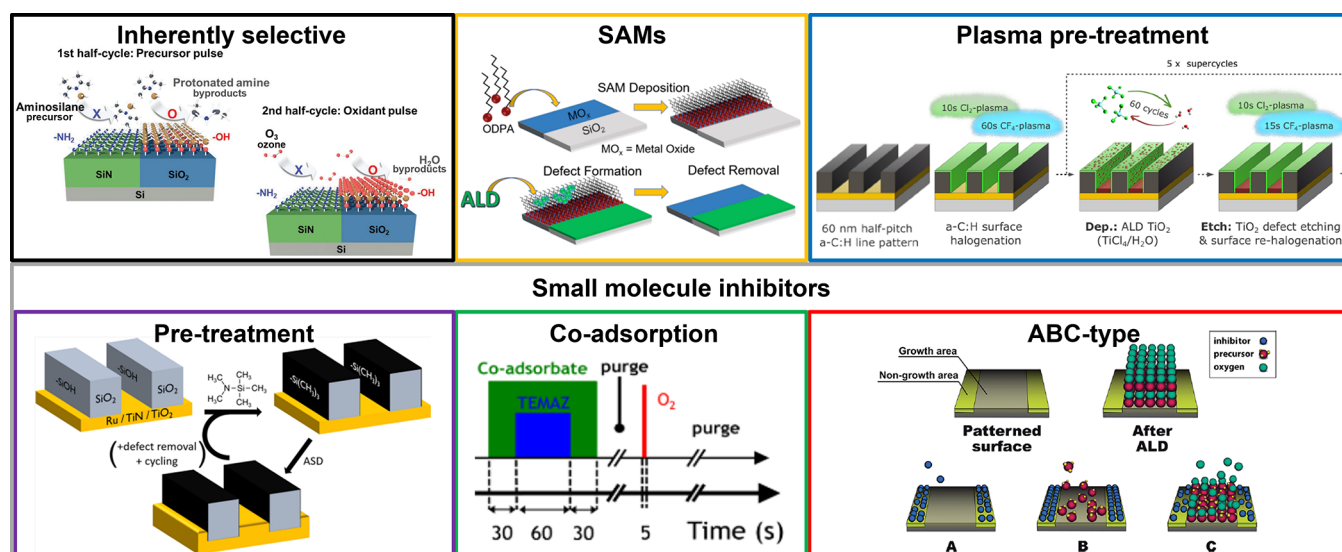 Inherently selective
1st half-cycle: Precursor pulse
Protonated amine
byproducts
Aminosilane
precursor
X
O
2nd half-cycle: Oxidant pulse
-NH₂
-OH
O₃
ozone
H₂O
byproducts
X
O
SiN
SiO₂
Si
-NH₂
-OH
SiN
SiO₂
Si
SAMs
SAM Deposition
ODPA
MOₓ
SiO₂
MOₓ = Metal Oxide
Defect Formation
Defect Removal
ALD
Plasma pre-treatment
5 x supercycles
10s Cl₂-plasma
60s CF₄-plasma
60 cycles
10s Cl₂-plasma
15s CF₄-plasma
60 nm half-pitch
a-C:H line pattern
a-C:H surface
halogenation
Dep.: ALD TiO₂
(TiCl₄/H₂O)
Etch: TiO₂ defect etching
& surface re-halogenation
Small molecule inhibitors
Pre-treatment
-SiOH
-SiOH
SiO₂
SiO₂
Ru / TiN / TiO₂
H₃C
CH₃
N-Si-CH₃
H₃C
CH₃
-Si(CH₃)₃
-Si(CH₃)₃
(+defect removal
+ cycling)
ASD
Co-adsorption
Co-adsorbate
TEMAZ
purge
O₂
purge
30
60
30
5
Time (s)
ABC-type
Growth area
Non-growth area
Patterned
surface
After
ALD
inhibitor
precursor
oxygen
A
B
C